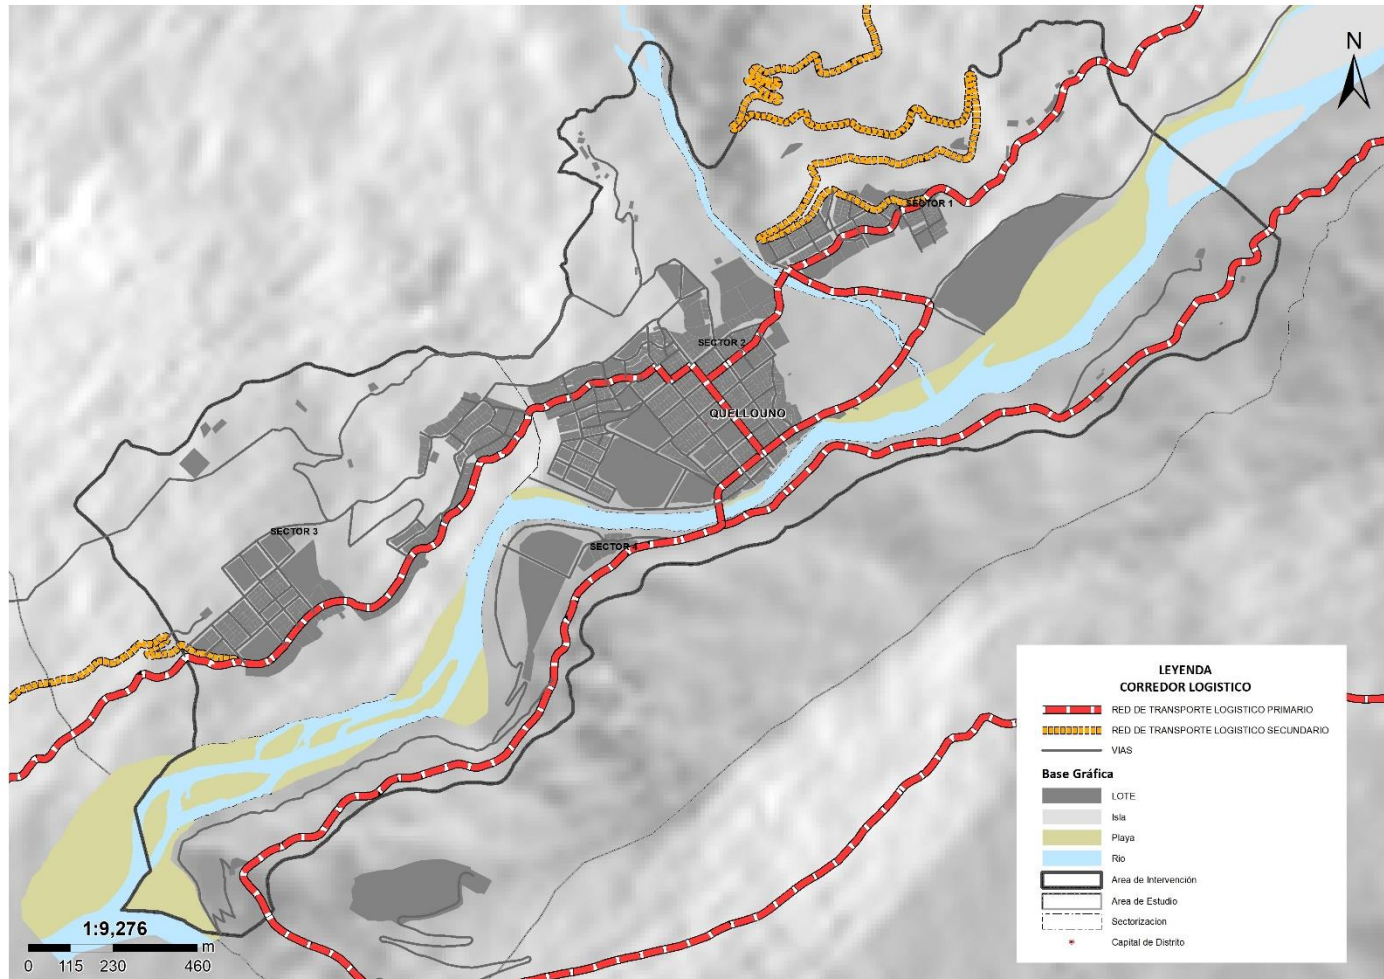 N
SECTOR 1
SECTOR 2
QUELLOUNO
SECTOR 3
SECTOR 4
LEYENDA
CORREDOR LOGISTICO
RED DE TRANSPORTE LOGISTICO PRIMARIO
RED DE TRANSPORTE LOGISTICO SECUNDARIO
VIAS
Base Gráfica
LOTE
Isla
Playa
Rio
Area de Intervención
Area de Estudio
Sectorizacion
Capital de Distrito
1:9,276
m
0 115 230 460